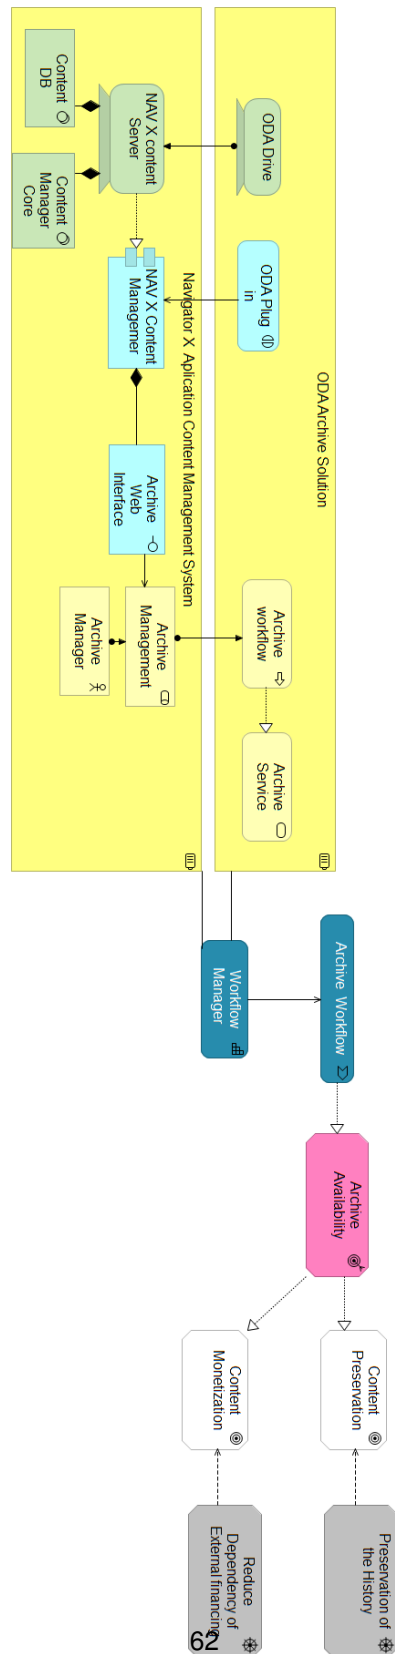 ODA Archive Solution
ODA Drive
ODA Plug
in
Archive
workflow
Archive
Service
Navigator X  Aplication Content Management System
NAV X content
Server
Content
DB
Content
Manager
Core
NAV X Content
Managemer
Archive
Web
Interface
Archive
Management
Archive
Manager
Archive  Workflow
Workflow
Manager
Archive
Availability
Content
Preservation
Content
Monetization
Preservation of
the History
Reduce
Dependency of
External financing
62